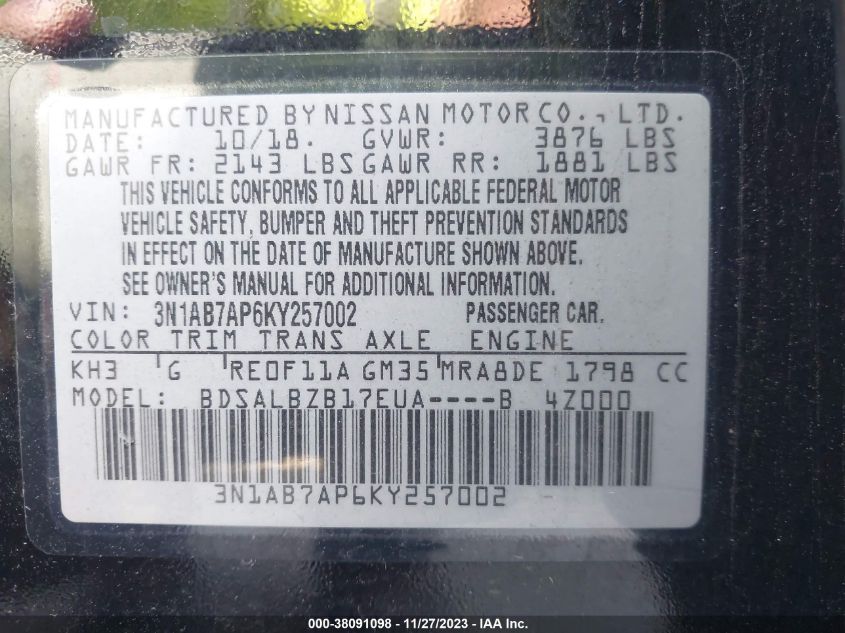 MANUFACTURED BY NISSAN MOTOR CO., LTD.
DATE: 10/18. GVWR: 3876 LBS
GAWR FR: 2143 LBS GAWR RR: 1881 LBS
THIS VEHICLE CONFORMS TO ALL APPLICABLE FEDERAL MOTOR
VEHICLE SAFETY, BUMPER AND THEFT PREVENTION STANDARDS
IN EFFECT ON THE DATE OF MANUFACTURE SHOWN ABOVE.
SEE OWNER'S MANUAL FOR ADDITIONAL INFORMATION.
VIN: 3N1AB7AP6KY257002 PASSENGER CAR.
COLOR TRIM TRANS AXLE ENGINE
KH3 G RE0F11A GM35 MRA8DE 1798 CC
MODEL: BDSALBZB17EUA----B 4Z000
3N1AB7AP6KY257002
000-38091098 - 11/27/2023 - IAA Inc.